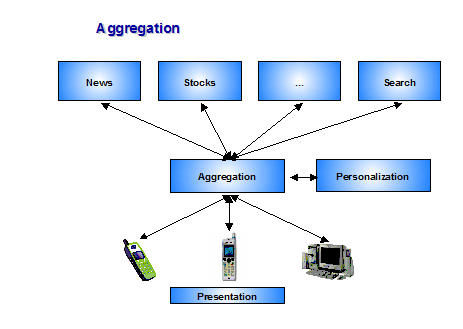 Aggregation
News
Stocks
...
Search
Aggregation
Personalization
Presentation